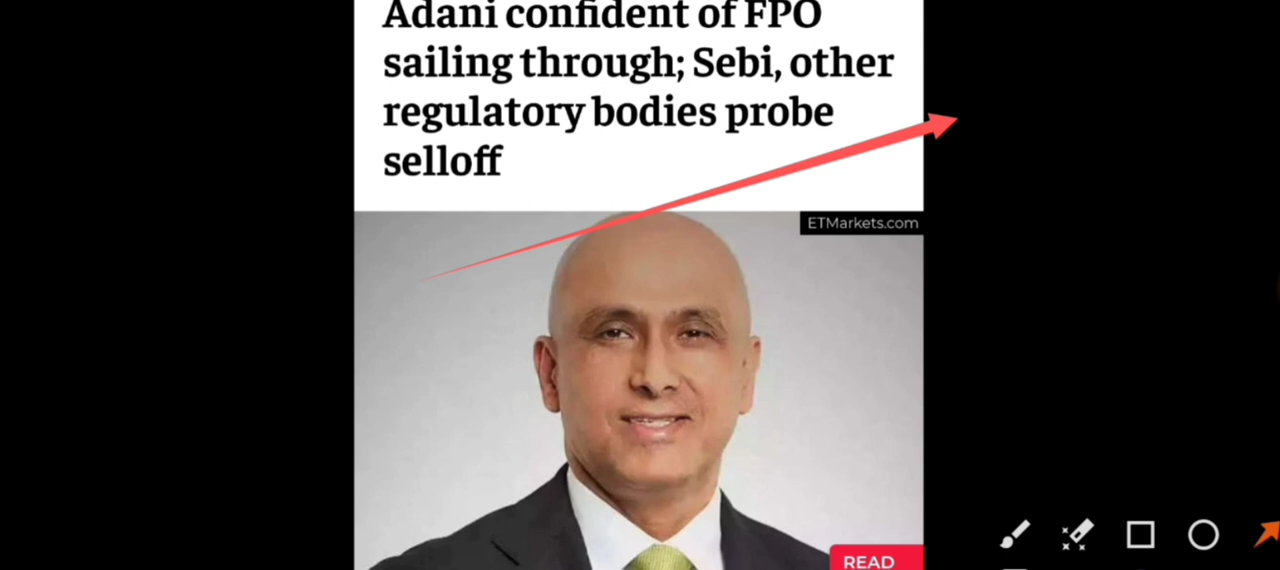 Adani confident of FPO
sailing through; Sebi, other
regulatory bodies probe
selloff
ETMarkets.com
READ